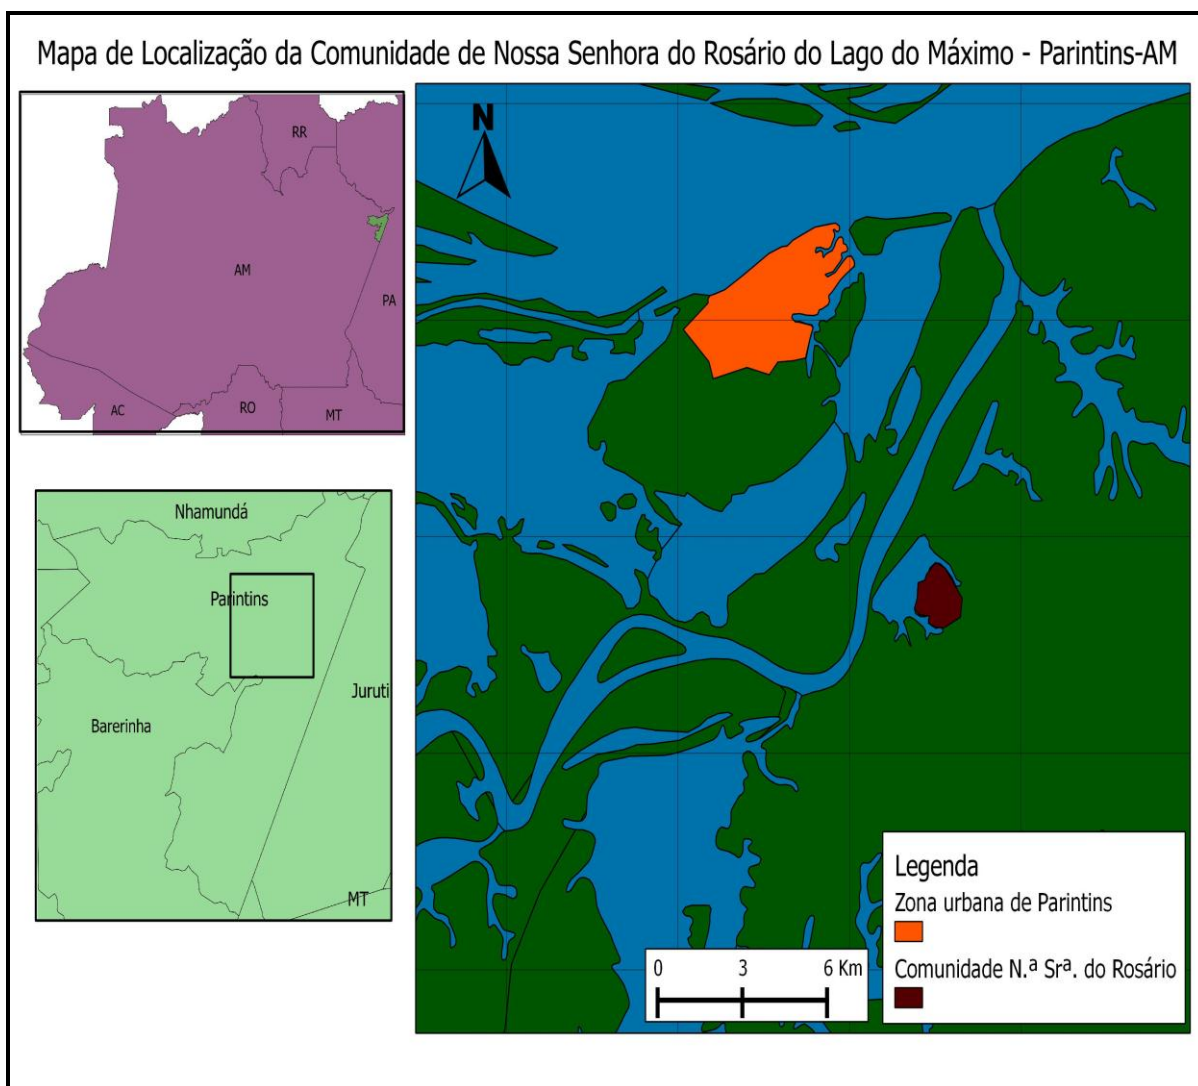 Mapa de Localização da Comunidade de Nossa Senhora do Rosário do Lago do Máximo - Parintins-AM
N
RR
AM
PA
AC
RO
MT
Nhamundá
Parintins
Juruti
Barerinha
MT
Legenda
Zona urbana de Parintins
Comunidade N.ª Srª. do Rosário
0 3 6 Km